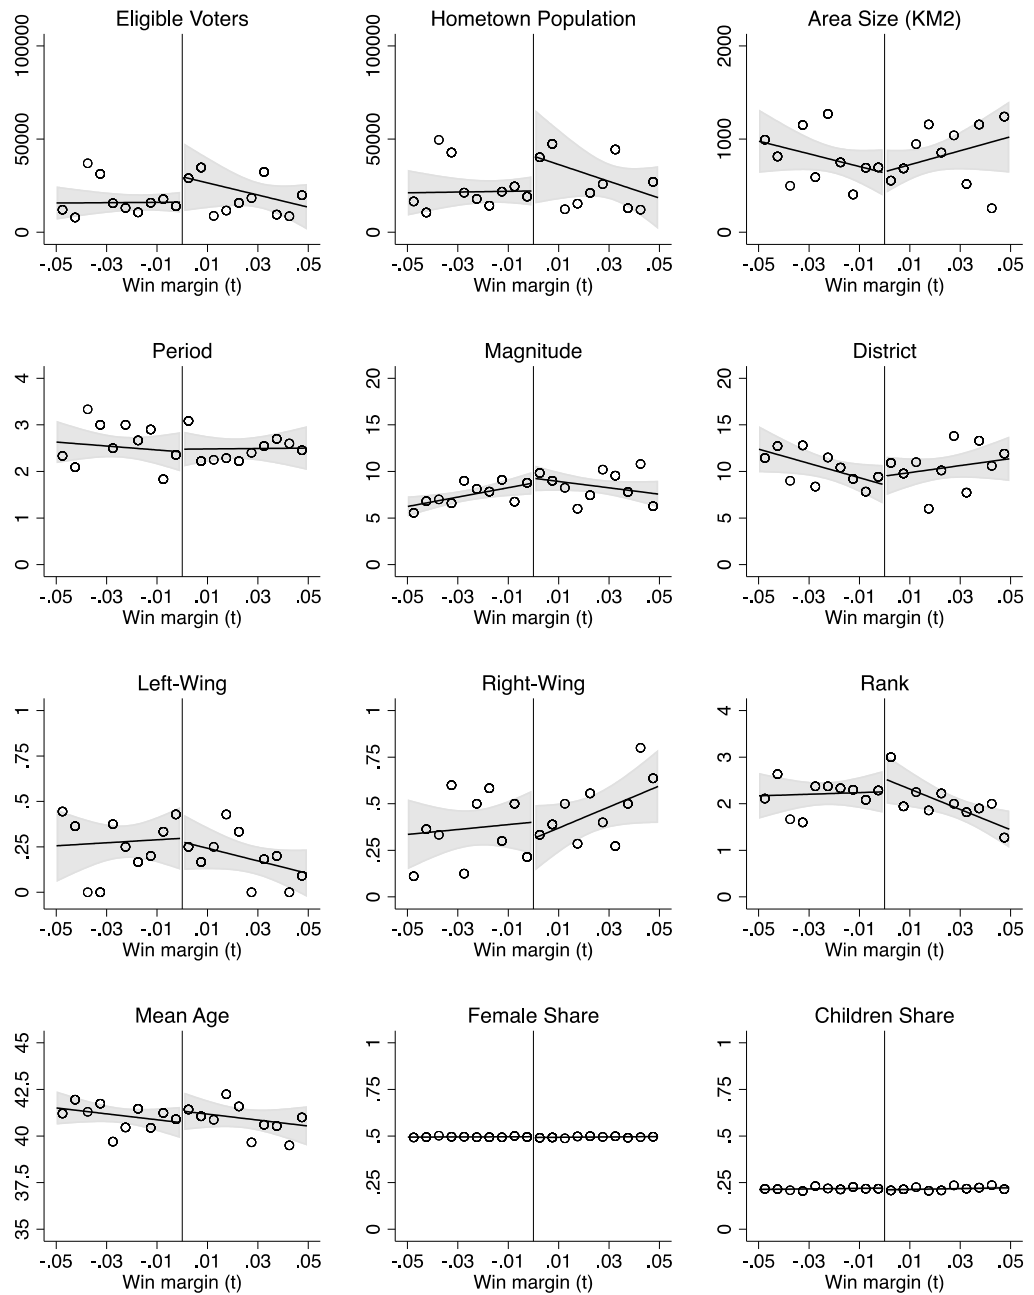 Eligible Voters Hometown Population Area Size (KM2)
100000 100000 2000
50000 50000 1000
0 0 0
-.05 -.03 -.01 .01 .03 .05 -.05 -.03 -.01 .01 .03 .05 -.05 -.03 -.01 .01 .03 .05
Win margin (t) Win margin (t) Win margin (t)
Period Magnitude District
4 20 20
3 15 15
2 10 10
1 5 5
0 0 0
-.05 -.03 -.01 .01 .03 .05 -.05 -.03 -.01 .01 .03 .05 -.05 -.03 -.01 .01 .03 .05
Win margin (t) Win margin (t) Win margin (t)
Left-Wing Right-Wing Rank
1 1 4
.75 .75 3
.5 .5 2
.25 .25 1
0 0 0
-.05 -.03 -.01 .01 .03 .05 -.05 -.03 -.01 .01 .03 .05 -.05 -.03 -.01 .01 .03 .05
Win margin (t) Win margin (t) Win margin (t)
Mean Age Female Share Children Share
45 1 1
42.5 .75 .75
40 .5 .5
37.5 .25 .25
35 0 0
-.05 -.03 -.01 .01 .03 .05 -.05 -.03 -.01 .01 .03 .05 -.05 -.03 -.01 .01 .03 .05
Win margin (t) Win margin (t) Win margin (t)